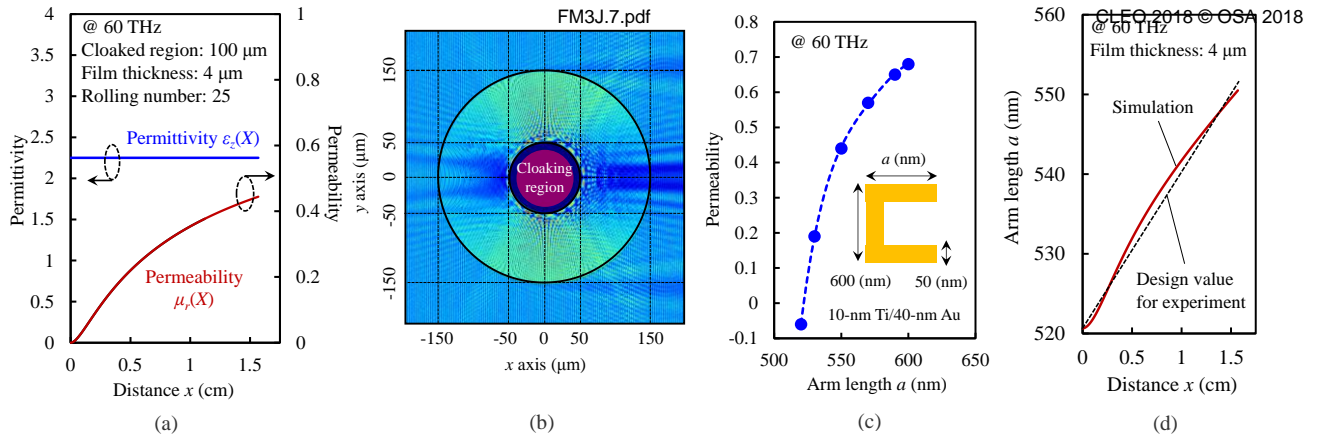 FM3J.7.pdf
CLEO 2018 © OSA 2018
4
3.5
3
2.5
2
1.5
1
0.5
0
Permittivity
@ 60 THz
Cloaked region: 100 μm
Film thickness: 4 μm
Rolling number: 25
Permittivity εz(X)
Permeability
μr(X)
1
0.8
0.6
0.4
0.2
0
Permeability
0 0.5 1 1.5 2
Distance x (cm)
(a)
y axis (μm)
150
50
0
-50
-150
Cloaking
region
-150 -50 0 50 150
x axis (μm)
(b)
Permeability
0.8
0.7
0.6
0.5
0.4
0.3
0.2
0.1
0
-0.1
@ 60 THz
a (nm)
600 (nm)
50 (nm)
10-nm Ti/40-nm Au
500 550 600 650
Arm length a (nm)
(c)
Arm length a (nm)
560
550
540
530
520
@ 60 THz
Film thickness: 4 μm
Simulation
Design value
for experiment
0 0.5 1 1.5 2
Distance x (cm)
(d)